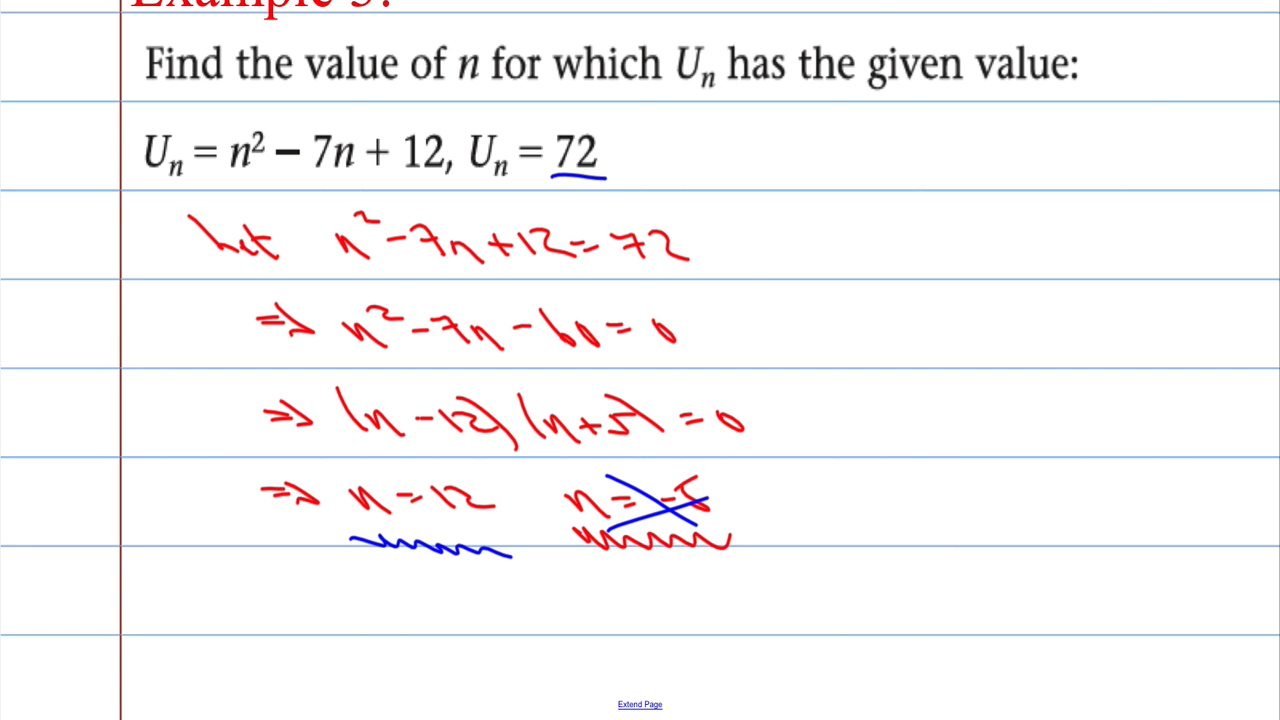 Example 3:
Find the value of n for which Uₙ has the given value:
Uₙ = n² − 7n + 12, Uₙ = 72
Let n² - 7n + 12 = 72
⇒ n² - 7n - 60 = 0
⇒ (n - 12)(n + 5) = 0
⇒ n = 12 n = -5
Extend Page